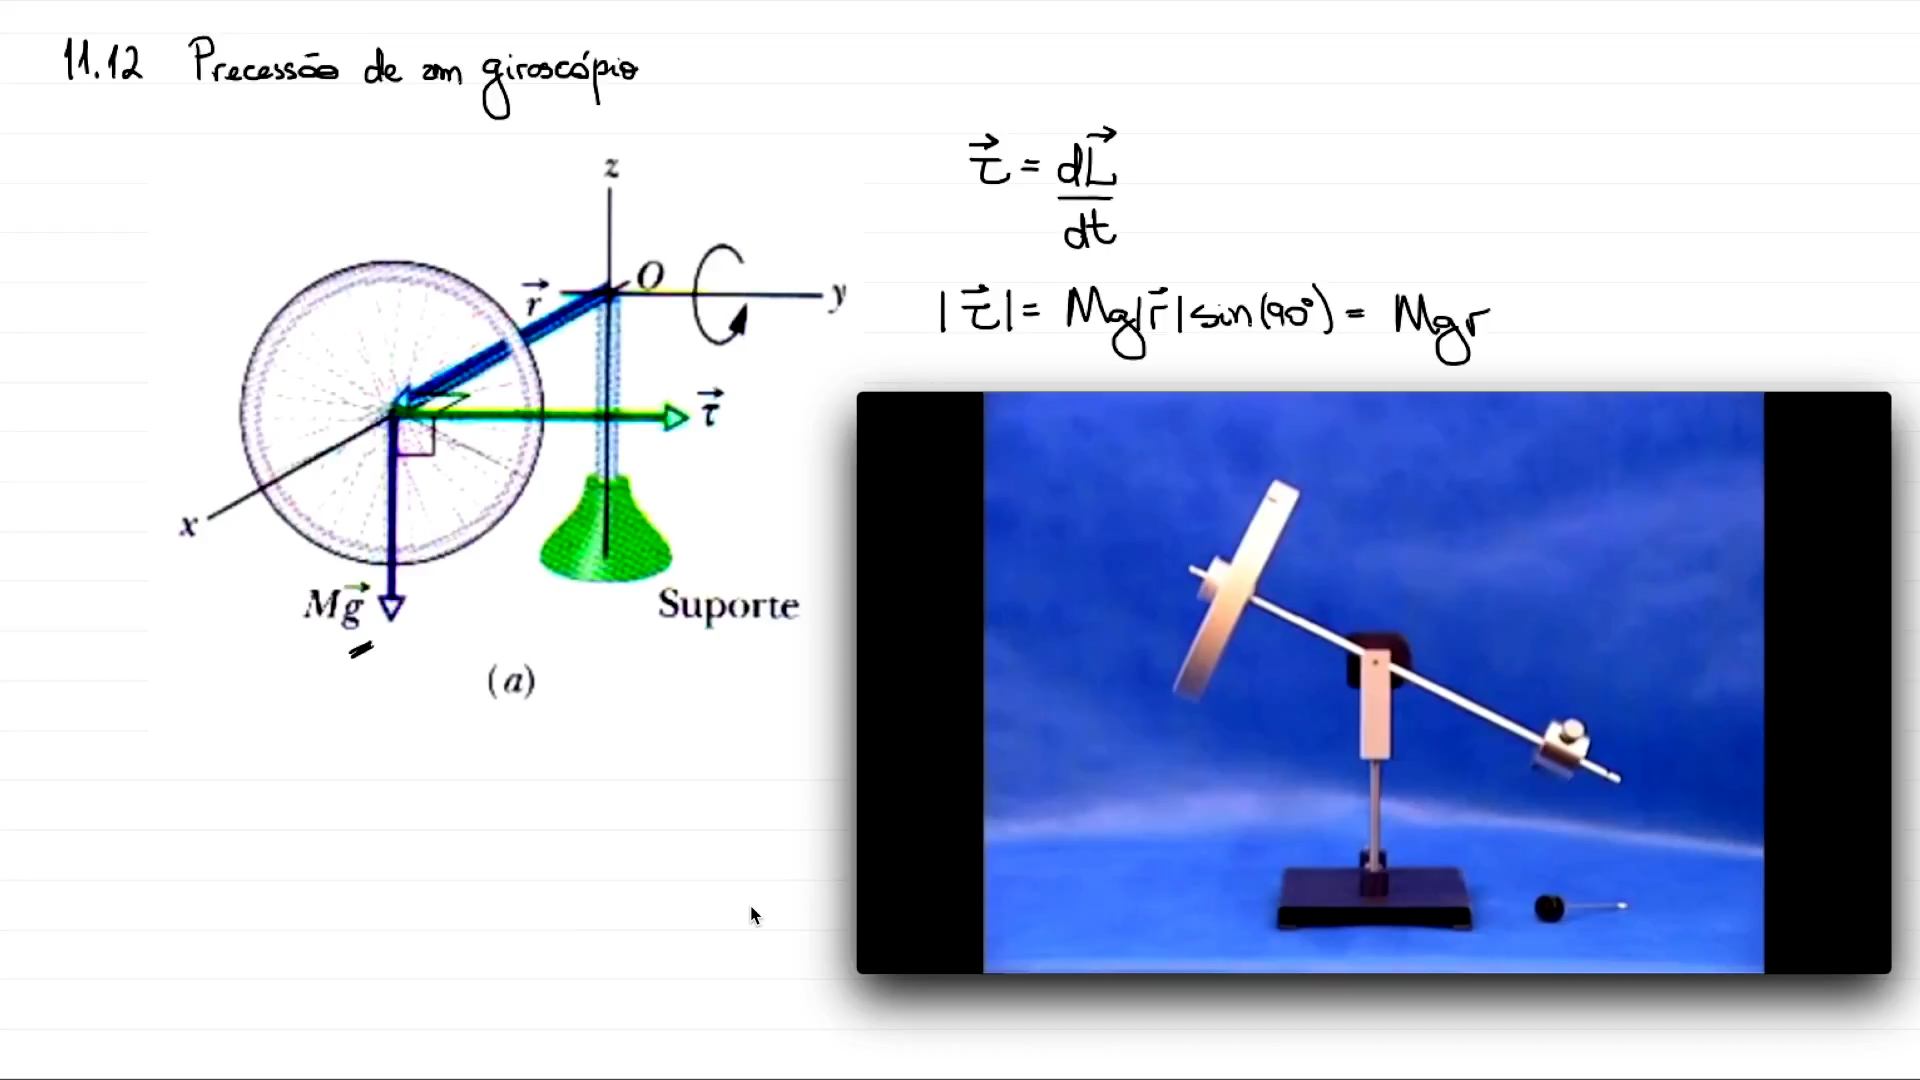 11.12 Precessão de um giroscópio
z
O
y
r⃗
τ⃗
x
Mg⃗
Suporte
(a)
τ⃗ = dL⃗/dt
|τ⃗| = Mg|r⃗|sin(90°) = Mgr